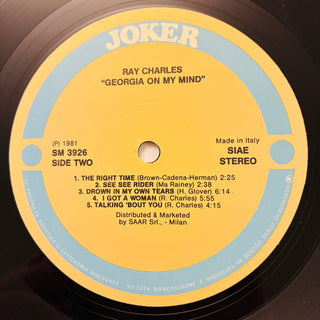 JOKER
RAY CHARLES
"GEORGIA ON MY MIND"
(P) 1981
SM 3926
SIDE TWO
Made in Italy
SIAE
STEREO
1. THE RIGHT TIME (Brown-Cadena-Herman) 2:25
2. SEE SEE RIDER (Ma Rainey) 2:38
3. DROWN IN MY OWN TEARS (H. Glover) 6:14
4. I GOT A WOMAN (R. Charles) 5:55
5. TALKING 'BOUT YOU (R. Charles) 4:15
Distributed & Marketed
by SAAR Srl., - Milan